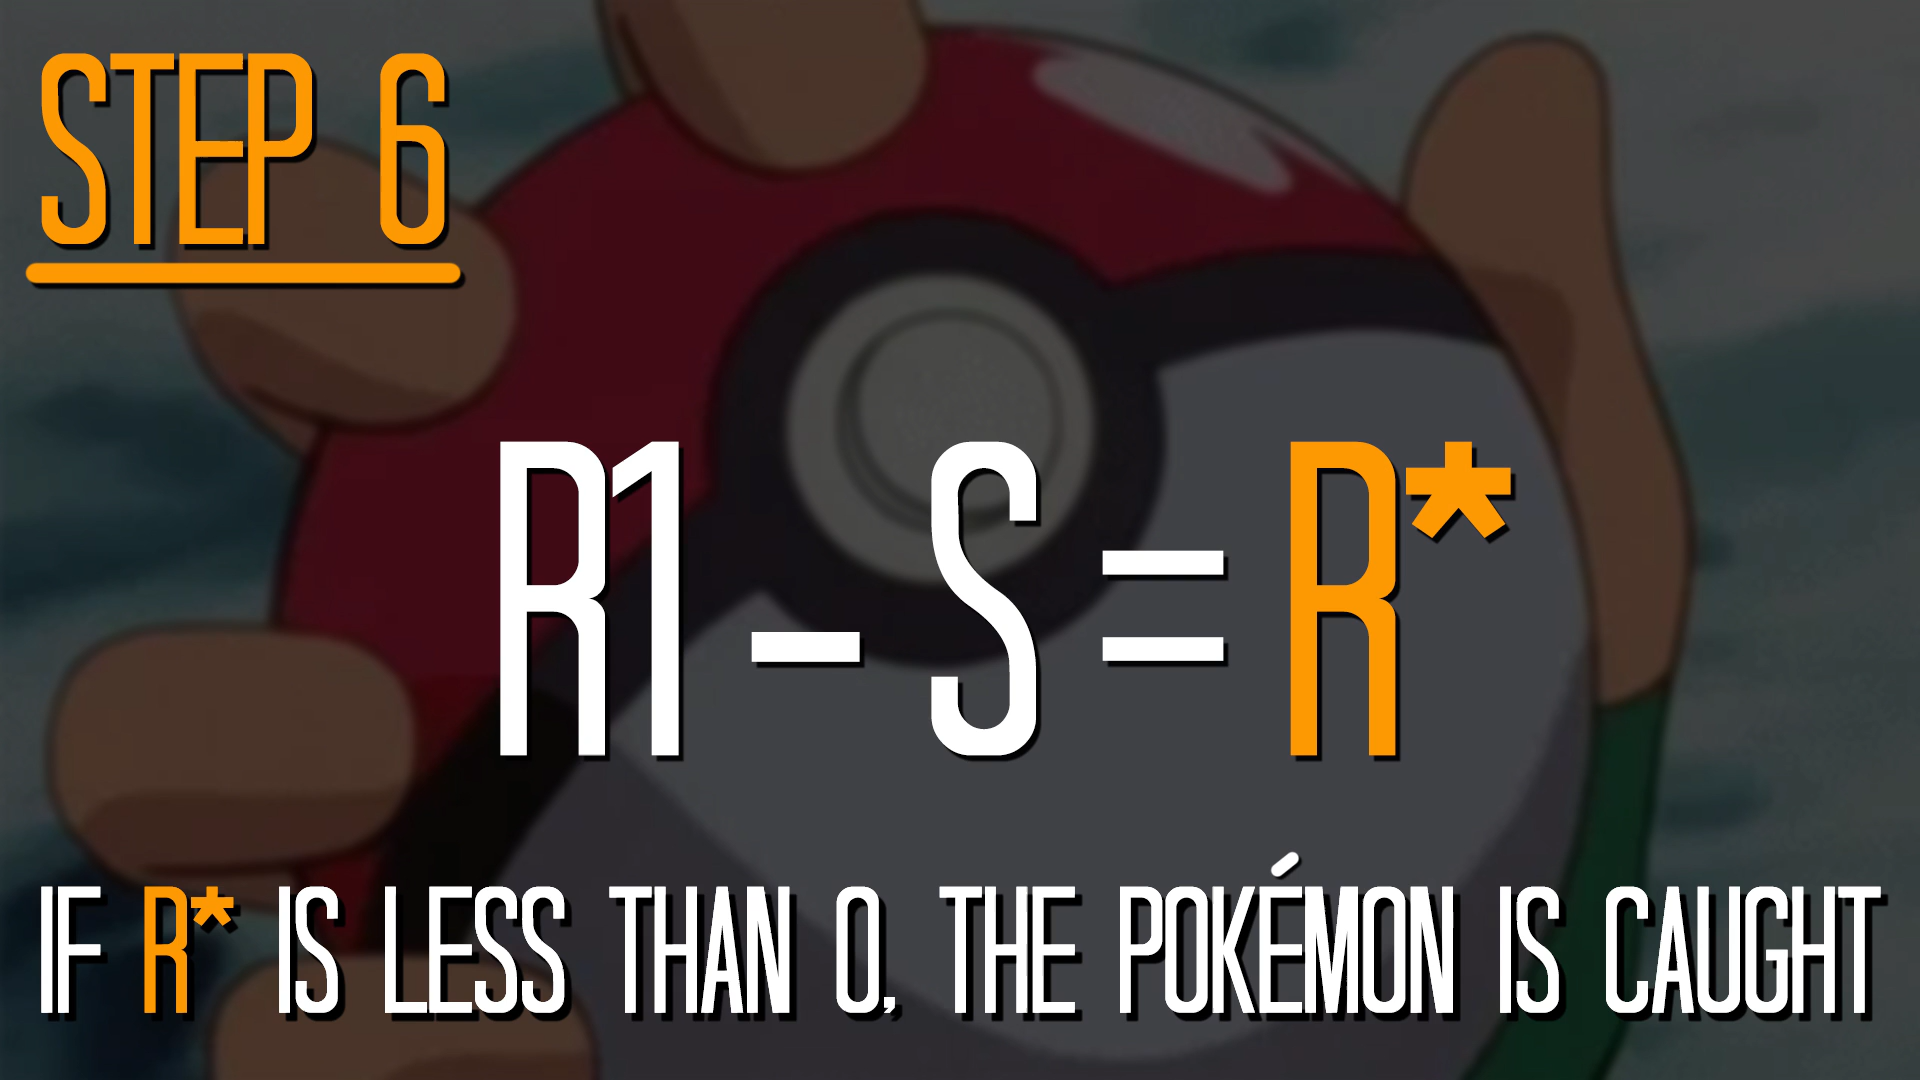 STEP 6
R1 - S = R*
IF R* IS LESS THAN 0, THE POKÉMON IS CAUGHT